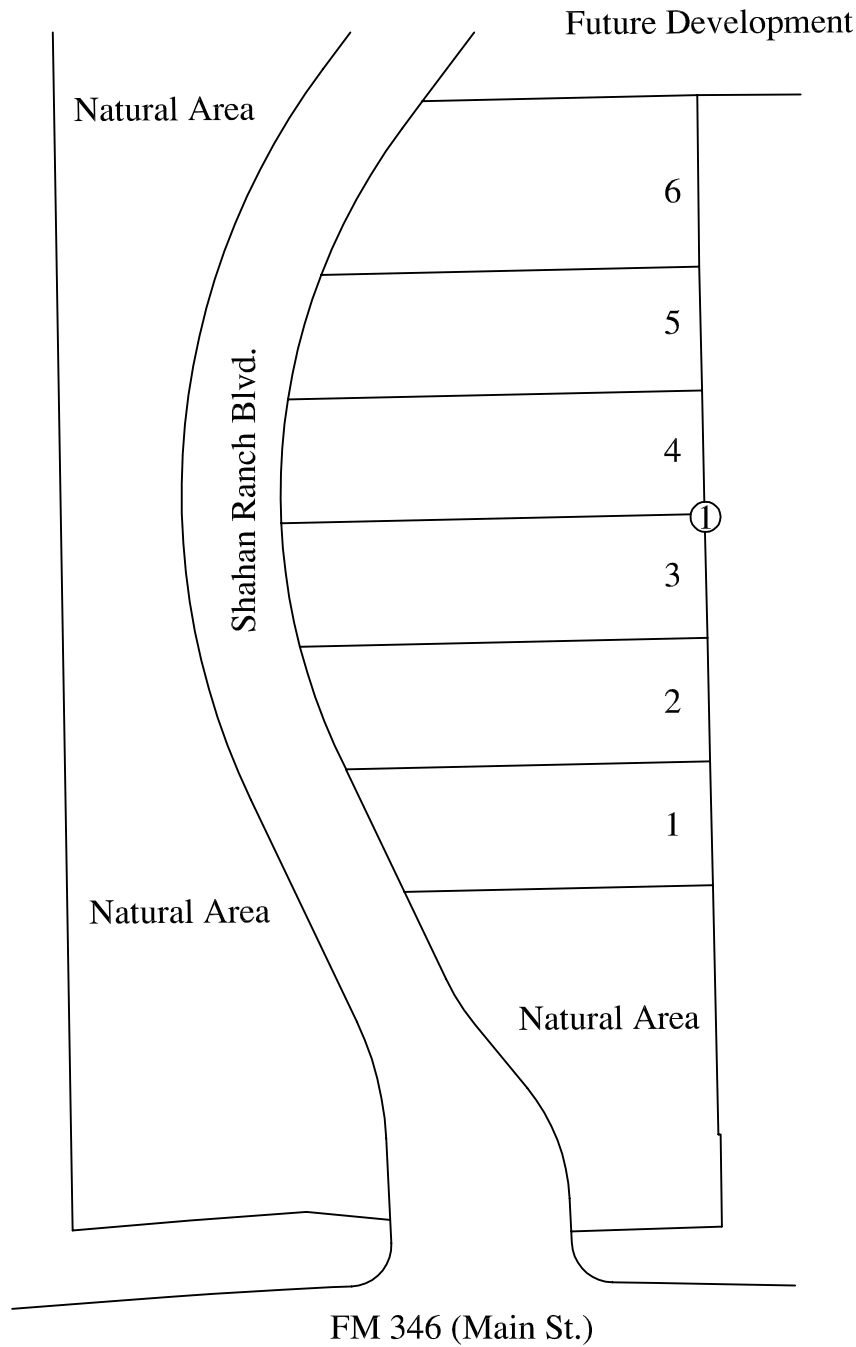 Future Development
Natural Area
6
5
Shahan Ranch Blvd.
4
1
3
2
1
Natural Area
Natural Area
FM 346 (Main St.)